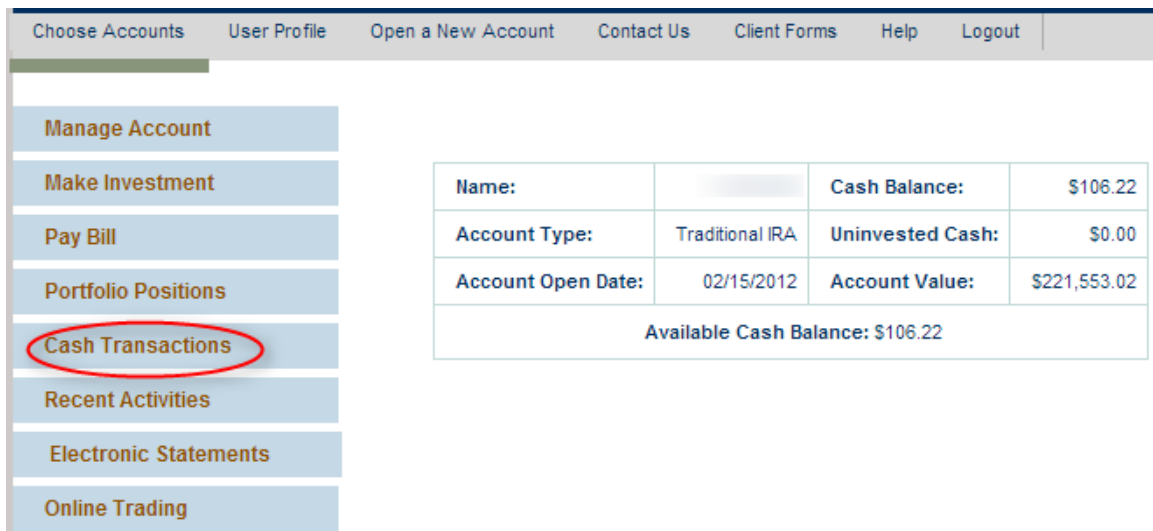 Choose Accounts User Profile Open a New Account Contact Us Client Forms Help Logout
Manage Account
Make Investment
Pay Bill
Portfolio Positions
Cash Transactions
Recent Activities
Electronic Statements
Online Trading
Name: Cash Balance: $106.22
Account Type: Traditional IRA Uninvested Cash: $0.00
Account Open Date: 02/15/2012 Account Value: $221,553.02
Available Cash Balance: $106.22